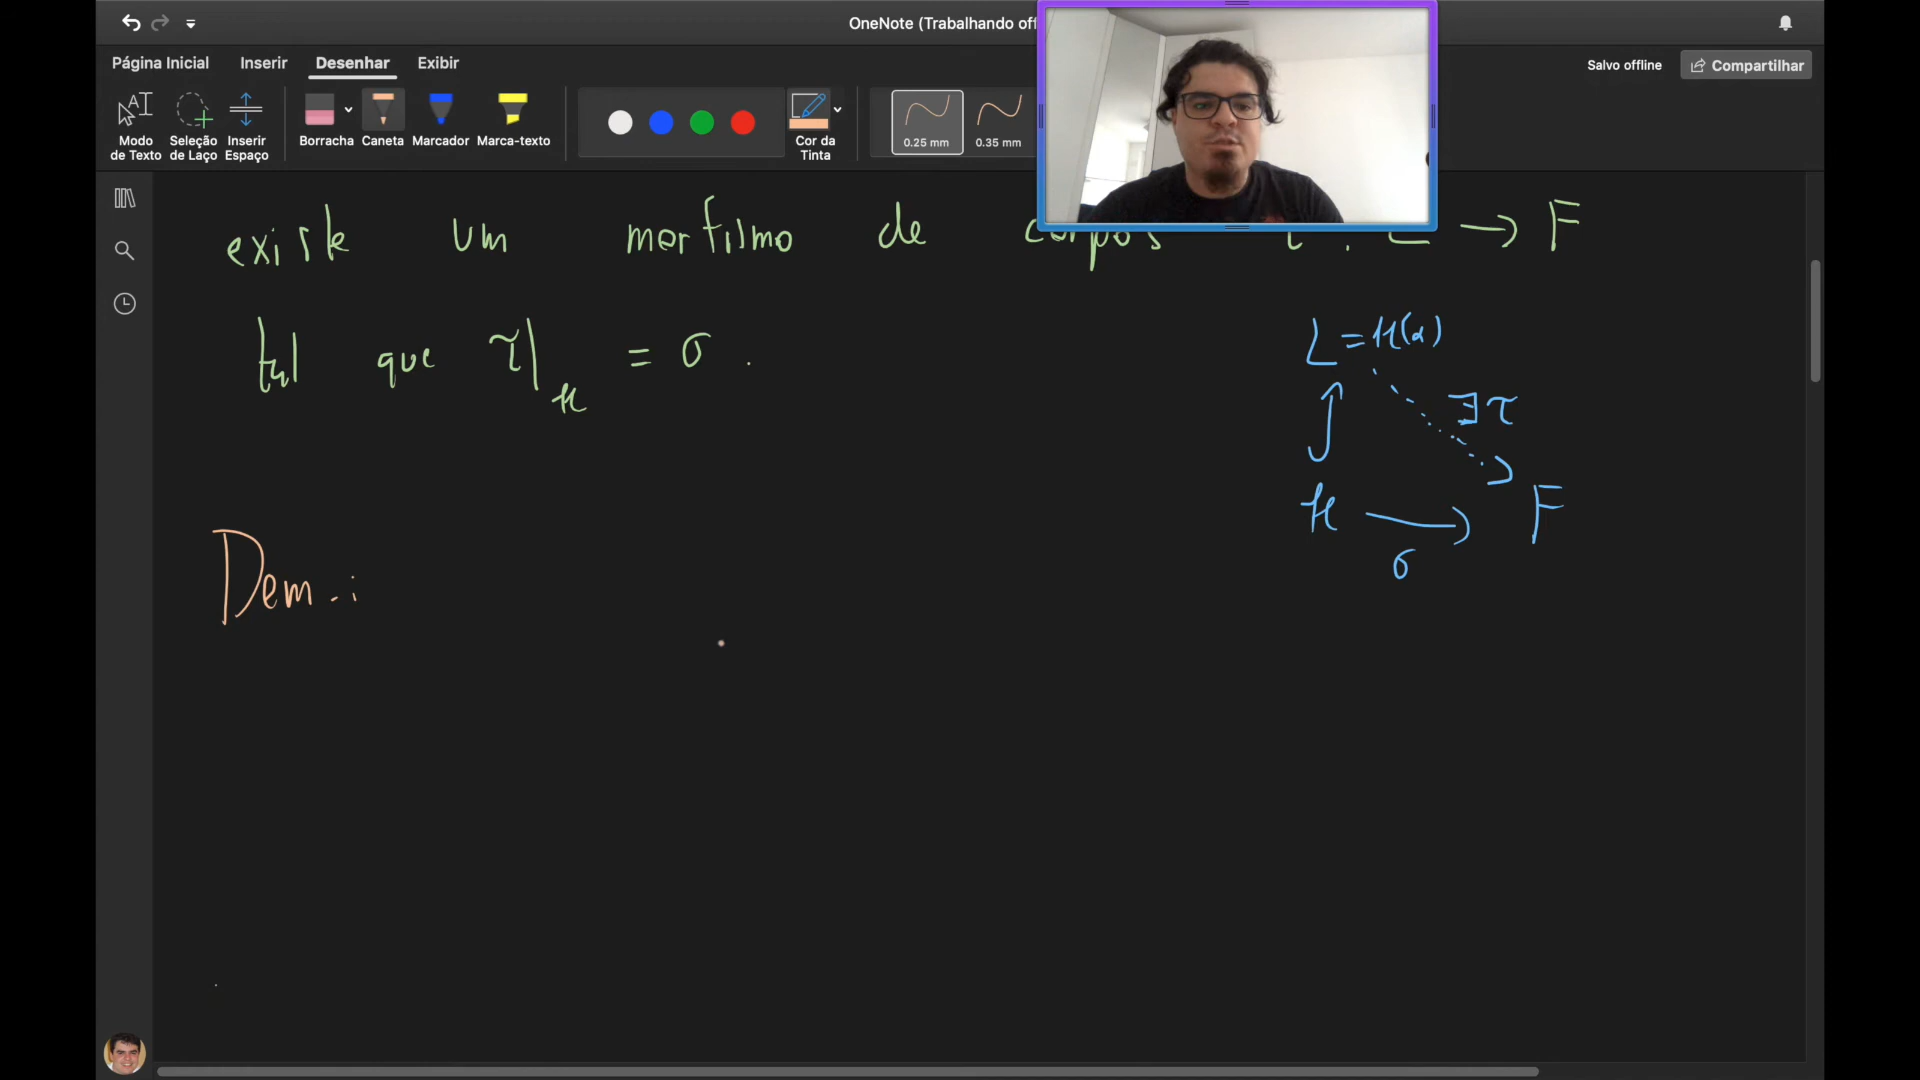 OneNote (Trabalhando off
Página Inicial Inserir Desenhar Exibir
Salvo offline Compartilhar
Modo de Texto Seleção de Laço Inserir Espaço Borracha Caneta Marcador Marca-texto Cor da Tinta 0.25 mm 0.35 mm
existe um morfismo de corpos : L → F
tal que τ|_K = σ .
L = K(α)
∃ τ
K → F
σ
Dem.: